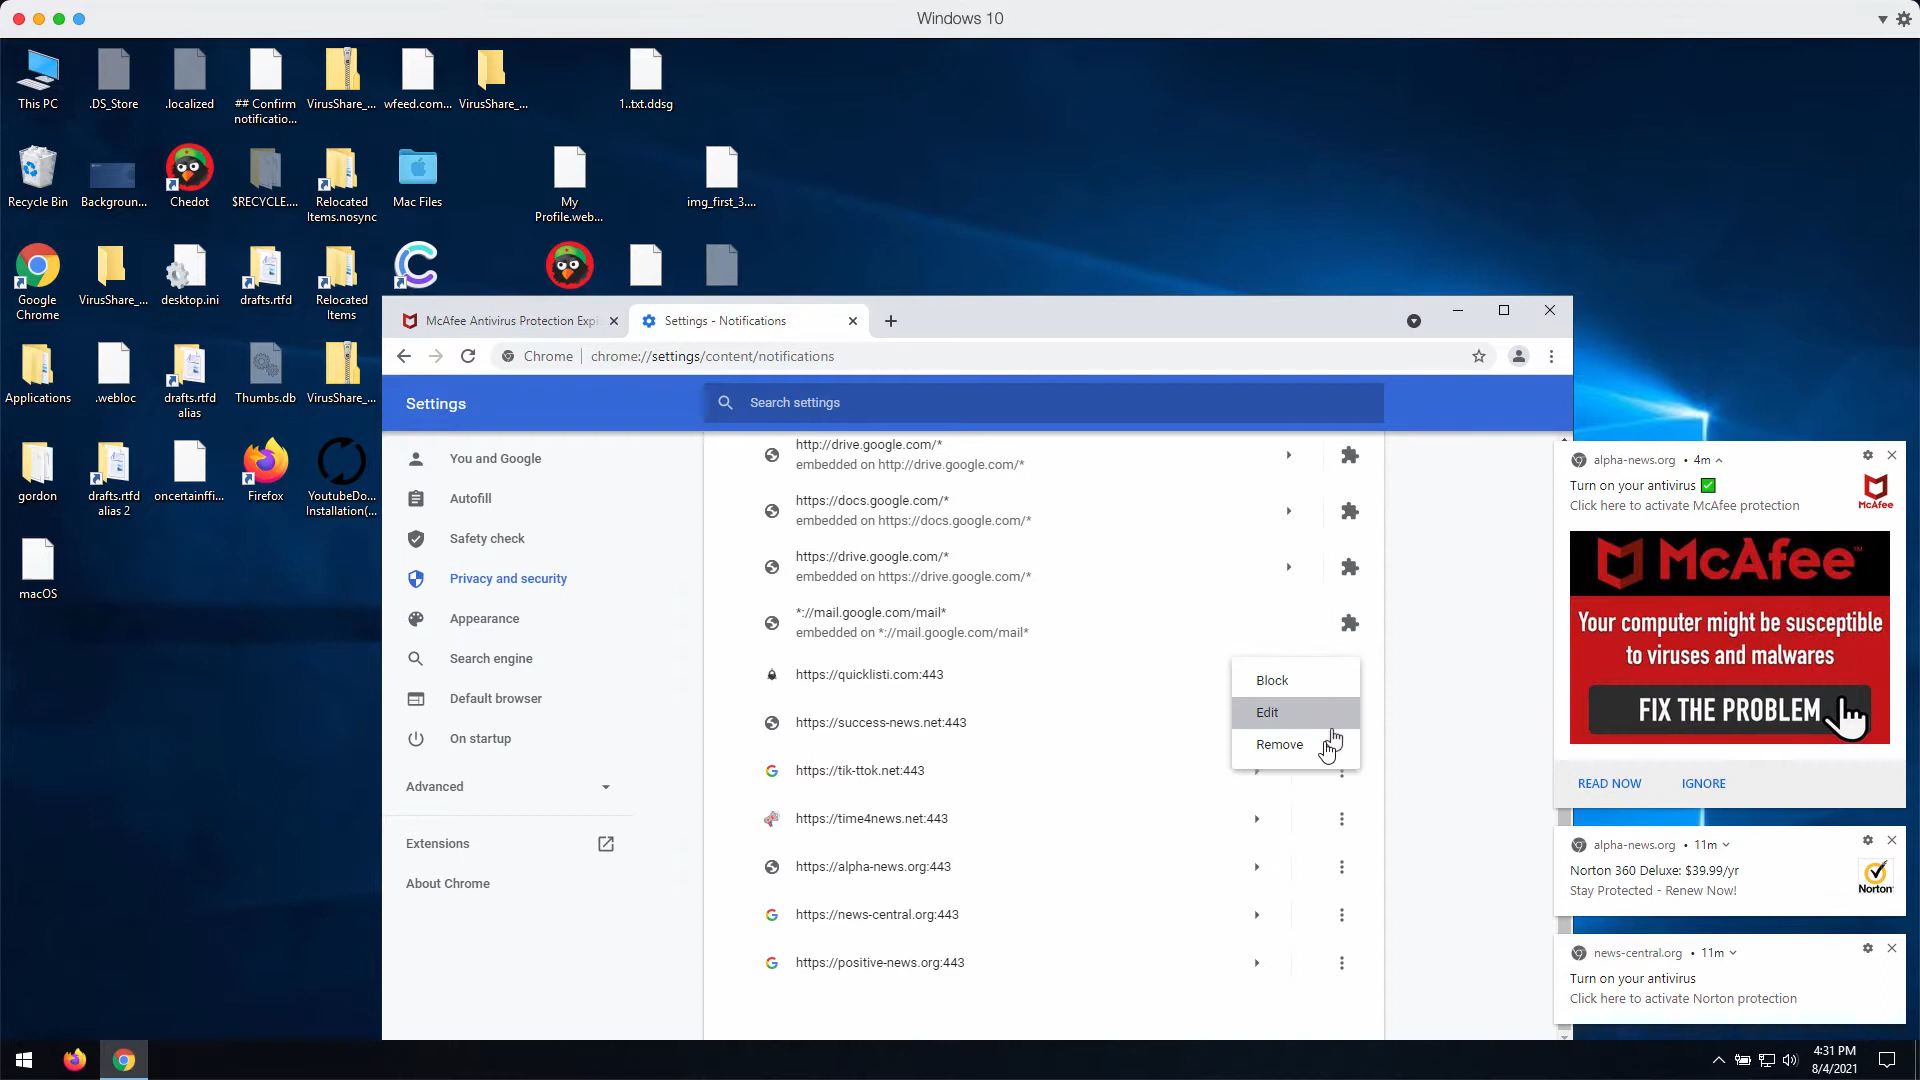 Windows 10
This PC
.DS_Store
.localized
## Confirm
notificatio...
VirusShare_...
wfeed.com...
VirusShare_...
1..txt.ddsg
Recycle Bin
Backgroun...
Chedot
$RECYCLE....
Relocated
Items.nosync
Mac Files
My
Profile.web...
img_first_3....
Google
Chrome
VirusShare_...
desktop.ini
drafts.rtfd
Relocated
Items
Applications
.webloc
drafts.rtfd
alias
Thumbs.db
VirusShare_...
gordon
drafts.rtfd
alias 2
oncertainffi...
Firefox
YoutubeDo...
Installation(...
macOS
McAfee Antivirus Protection Expi
Settings - Notifications
Chrome
chrome://settings/content/notifications
Settings
Search settings
You and Google
Autofill
Safety check
Privacy and security
Appearance
Search engine
Default browser
On startup
Advanced
Extensions
About Chrome
http://drive.google.com/*
embedded on http://drive.google.com/*
https://docs.google.com/*
embedded on https://docs.google.com/*
https://drive.google.com/*
embedded on https://drive.google.com/*
*://mail.google.com/mail*
embedded on *://mail.google.com/mail*
https://quicklisti.com:443
https://success-news.net:443
https://tik-ttok.net:443
https://time4news.net:443
https://alpha-news.org:443
https://news-central.org:443
https://positive-news.org:443
Block
Edit
Remove
alpha-news.org • 4m
Turn on your antivirus ✅
Click here to activate McAfee protection
McAfee
McAfee™
Your computer might be susceptible
to viruses and malwares
FIX THE PROBLEM
READ NOW
IGNORE
alpha-news.org • 11m
Norton 360 Deluxe: $39.99/yr
Stay Protected - Renew Now!
Norton
news-central.org • 11m
Turn on your antivirus
Click here to activate Norton protection
4:31 PM
8/4/2021